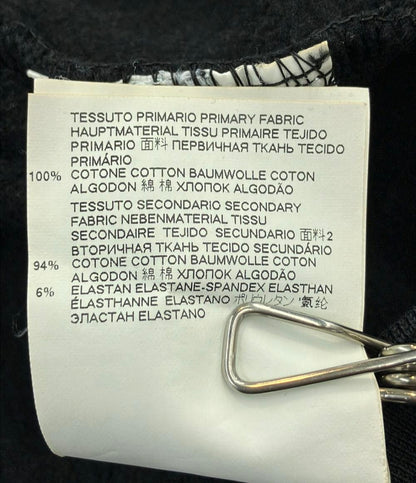 TESSUTO PRIMARIO PRIMARY FABRIC
HAUPTMATERIAL TISSU PRIMAIRE TEJIDO
PRIMARIO 面料 ПЕРВИЧНАЯ ТКАНЬ TECIDO
PRIMÁRIO
100% COTONE COTTON BAUMWOLLE COTON
ALGODON 綿 棉 ХЛОПОК ALGODÃO
TESSUTO SECONDARIO SECONDARY
FABRIC NEBENMATERIAL TISSU
SECONDAIRE TEJIDO SECUNDARIO 面料2
ВТОРИЧНАЯ ТКАНЬ TECIDO SECUNDÁRIO
94% COTONE COTTON BAUMWOLLE COTON
ALGODON 綿 棉 ХЛОПОК ALGODÃO
6% ELASTAN ELASTANE-SPANDEX ELASTHAN
ÉLASTHANNE ELASTANO ポリウレタン 氨纶
ЭЛАСТАН ELASTANO